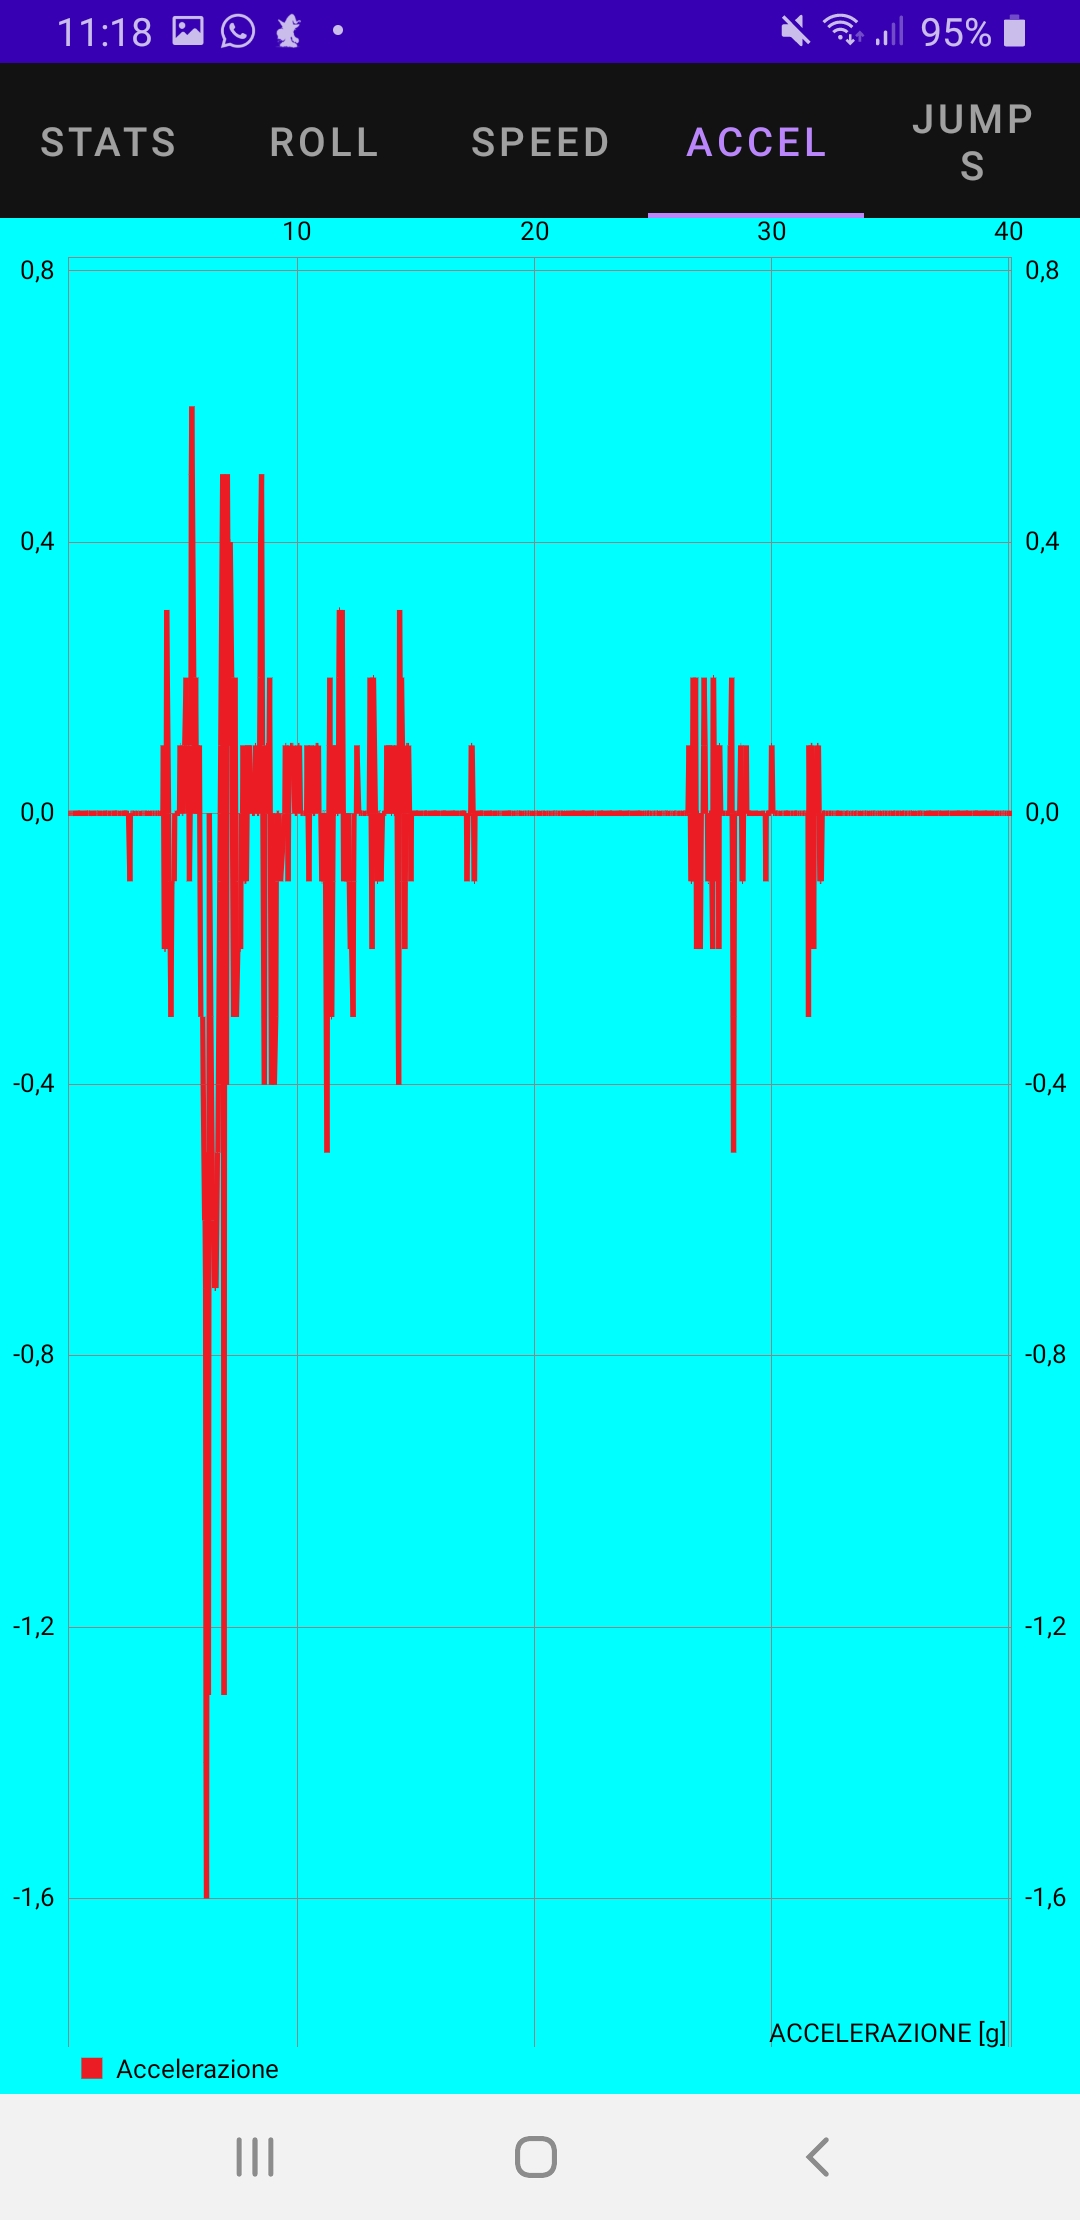 11:18 95%
STATS ROLL SPEED ACCEL JUMP
S
10 20 30 40
0,8 0,8
0,4 0,4
0,0 0,0
-0,4 -0,4
-0,8 -0,8
-1,2 -1,2
-1,6 -1,6
ACCELERAZIONE [g]
Accelerazione